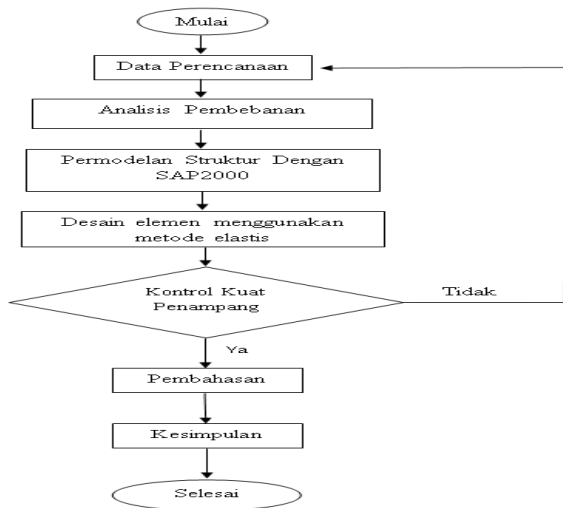 Mulai
Data Perencanaan
Analisis Pembebanan
Permodelan Struktur Dengan
SAP2000
Desain elemen menggunakan
metode elastis
Kontrol Kuat
Penampang
Tidak
Ya
Pembahasan
Kesimpulan
Selesai